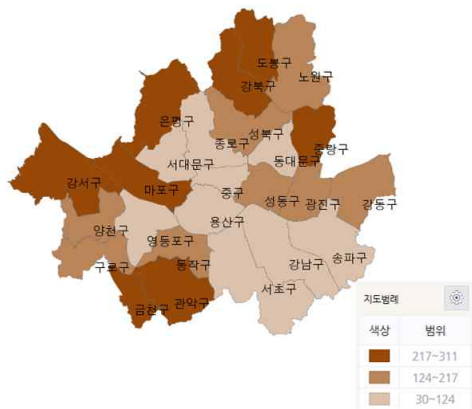 도봉구
노원구
강북구
은평구
성북구
종로구
중랑구
동대문구
서대문구
강서구
마포구
중구
성동구
광진구
강동구
용산구
양천구
영등포구
구로구
동작구
강남구
송파구
서초구
금천구
관악구
지도범례
색상 범위
217~311
124~217
30~124